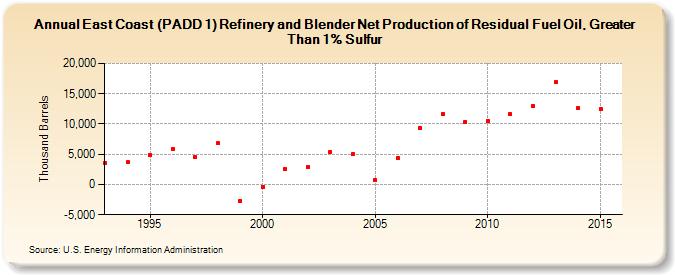 Annual East Coast (PADD 1) Refinery and Blender Net Production of Residual Fuel Oil, Greater
Than 1% Sulfur
Thousand Barrels
20,000
15,000
10,000
5,000
0
-5,000
1995
2000
2005
2010
2015
Source: U.S. Energy Information Administration